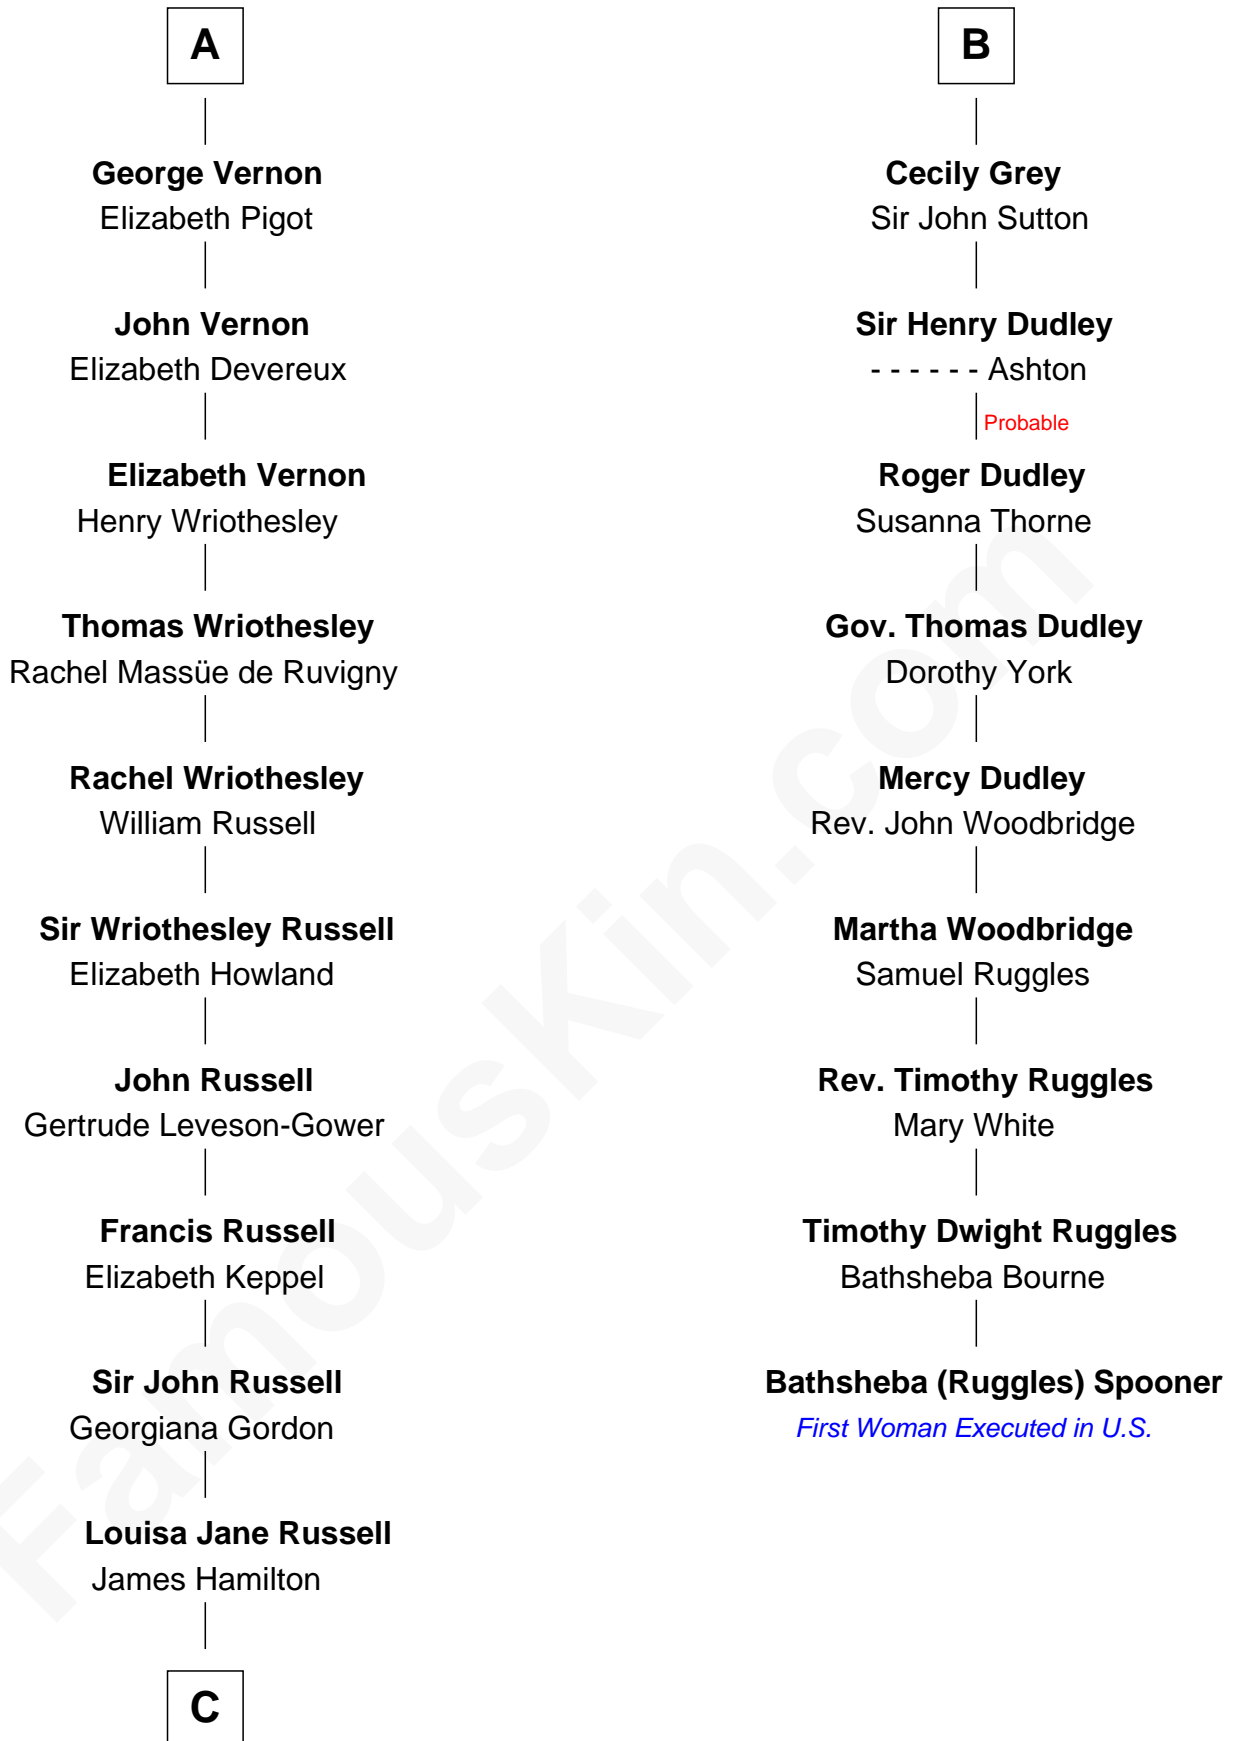 A
George Vernon
Elizabeth Pigot
John Vernon
Elizabeth Devereux
Elizabeth Vernon
Henry Wriothesley
Thomas Wriothesley
Rachel Massüe de Ruvigny
Rachel Wriothesley
William Russell
Sir Wriothesley Russell
Elizabeth Howland
John Russell
Gertrude Leveson-Gower
Francis Russell
Elizabeth Keppel
Sir John Russell
Georgiana Gordon
Louisa Jane Russell
James Hamilton
C
B
Cecily Grey
Sir John Sutton
Sir Henry Dudley
- - - - - - Ashton
Probable
Roger Dudley
Susanna Thorne
Gov. Thomas Dudley
Dorothy York
Mercy Dudley
Rev. John Woodbridge
Martha Woodbridge
Samuel Ruggles
Rev. Timothy Ruggles
Mary White
Timothy Dwight Ruggles
Bathsheba Bourne
Bathsheba (Ruggles) Spooner
First Woman Executed in U.S.
FamousKin.com